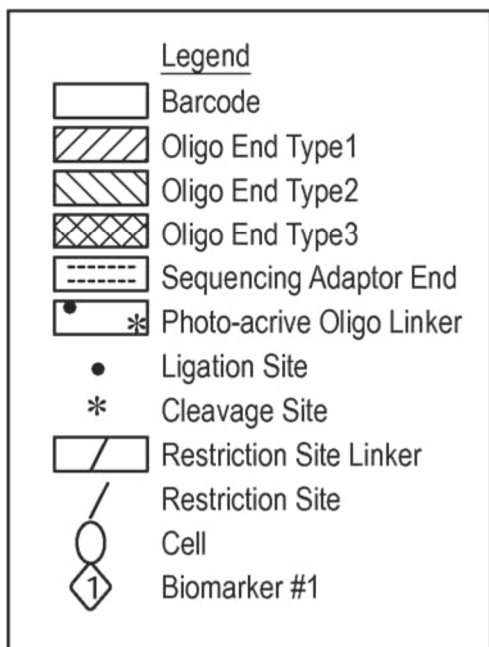 Legend
Barcode
Oligo End Type1
Oligo End Type2
Oligo End Type3
Sequencing Adaptor End
Photo-acrive Oligo Linker
Ligation Site
Cleavage Site
Restriction Site Linker
Restriction Site
Cell
1 Biomarker #1